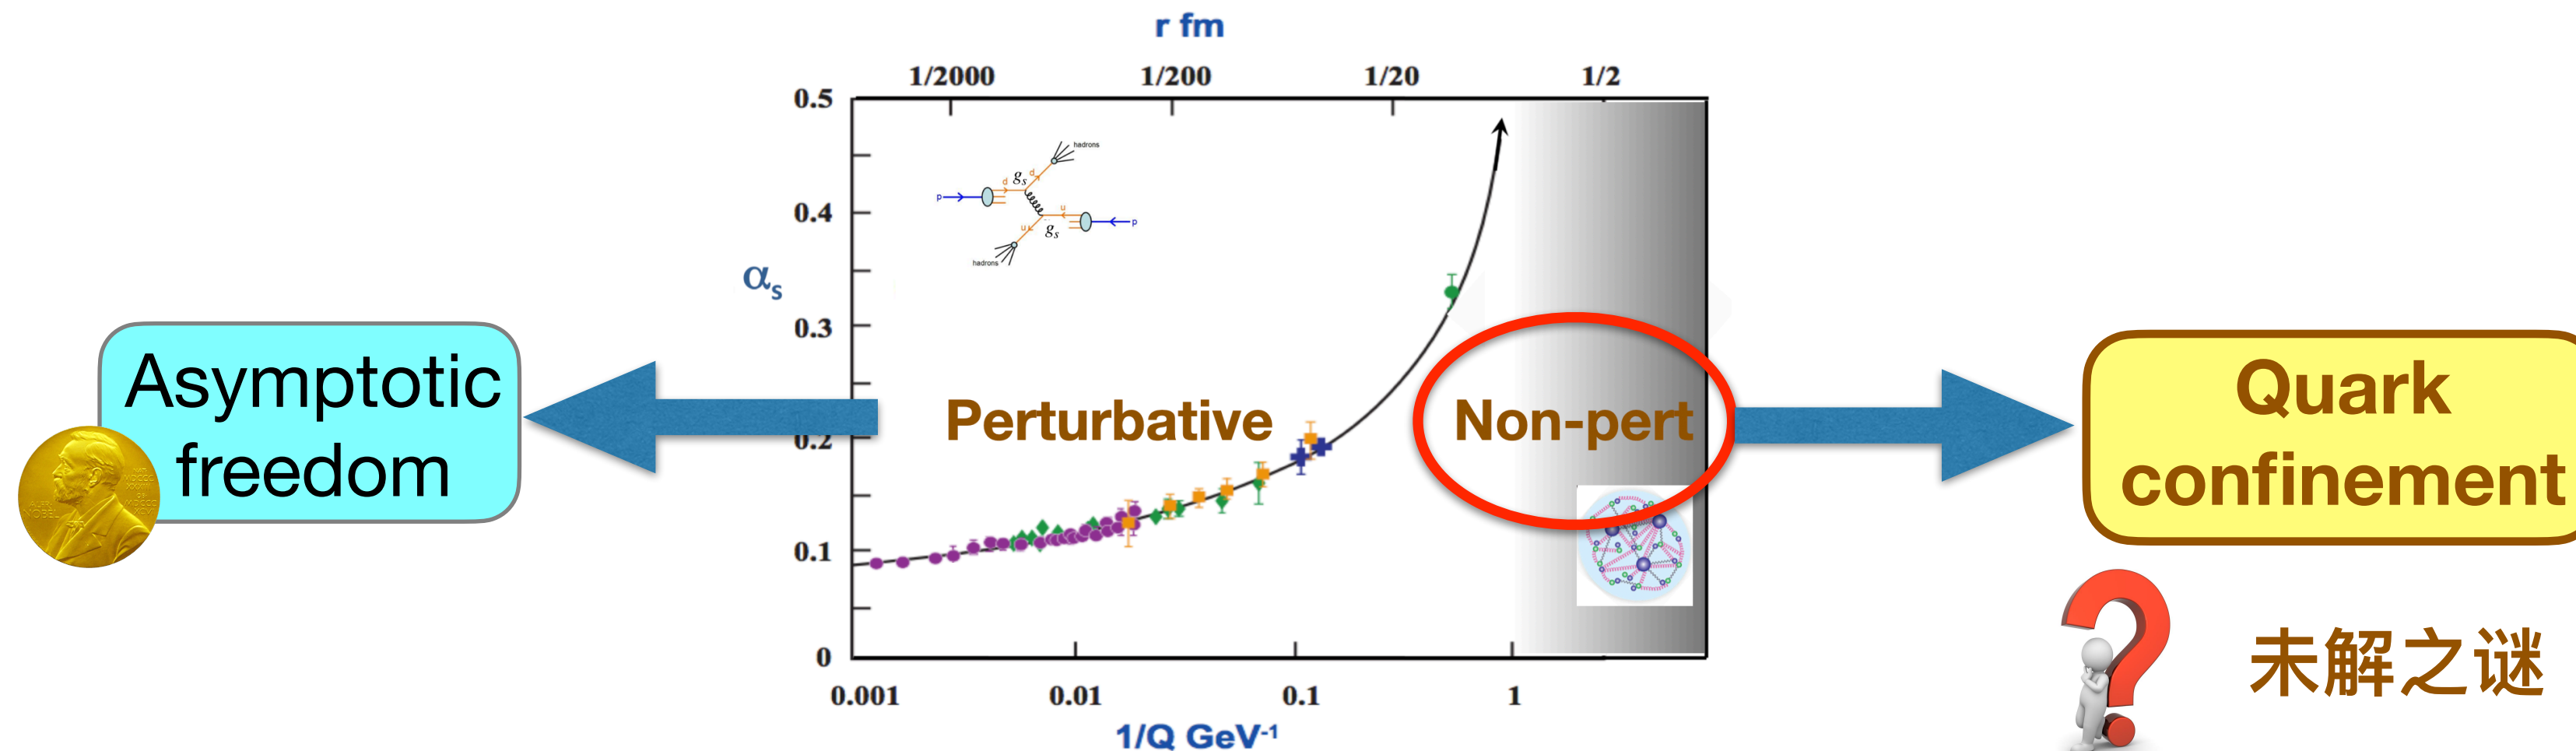 r fm
1/2000 1/200 1/20 1/2
0.5
0.4
0.3
0.2
0.1
0
αs
hadrons
p
d
gs
d
u
p
u
gs
hadrons
Asymptotic
freedom
Perturbative
Non-pert
Quark
confinement
0.001 0.01 0.1 1
1/Q GeV⁻¹
未解之谜